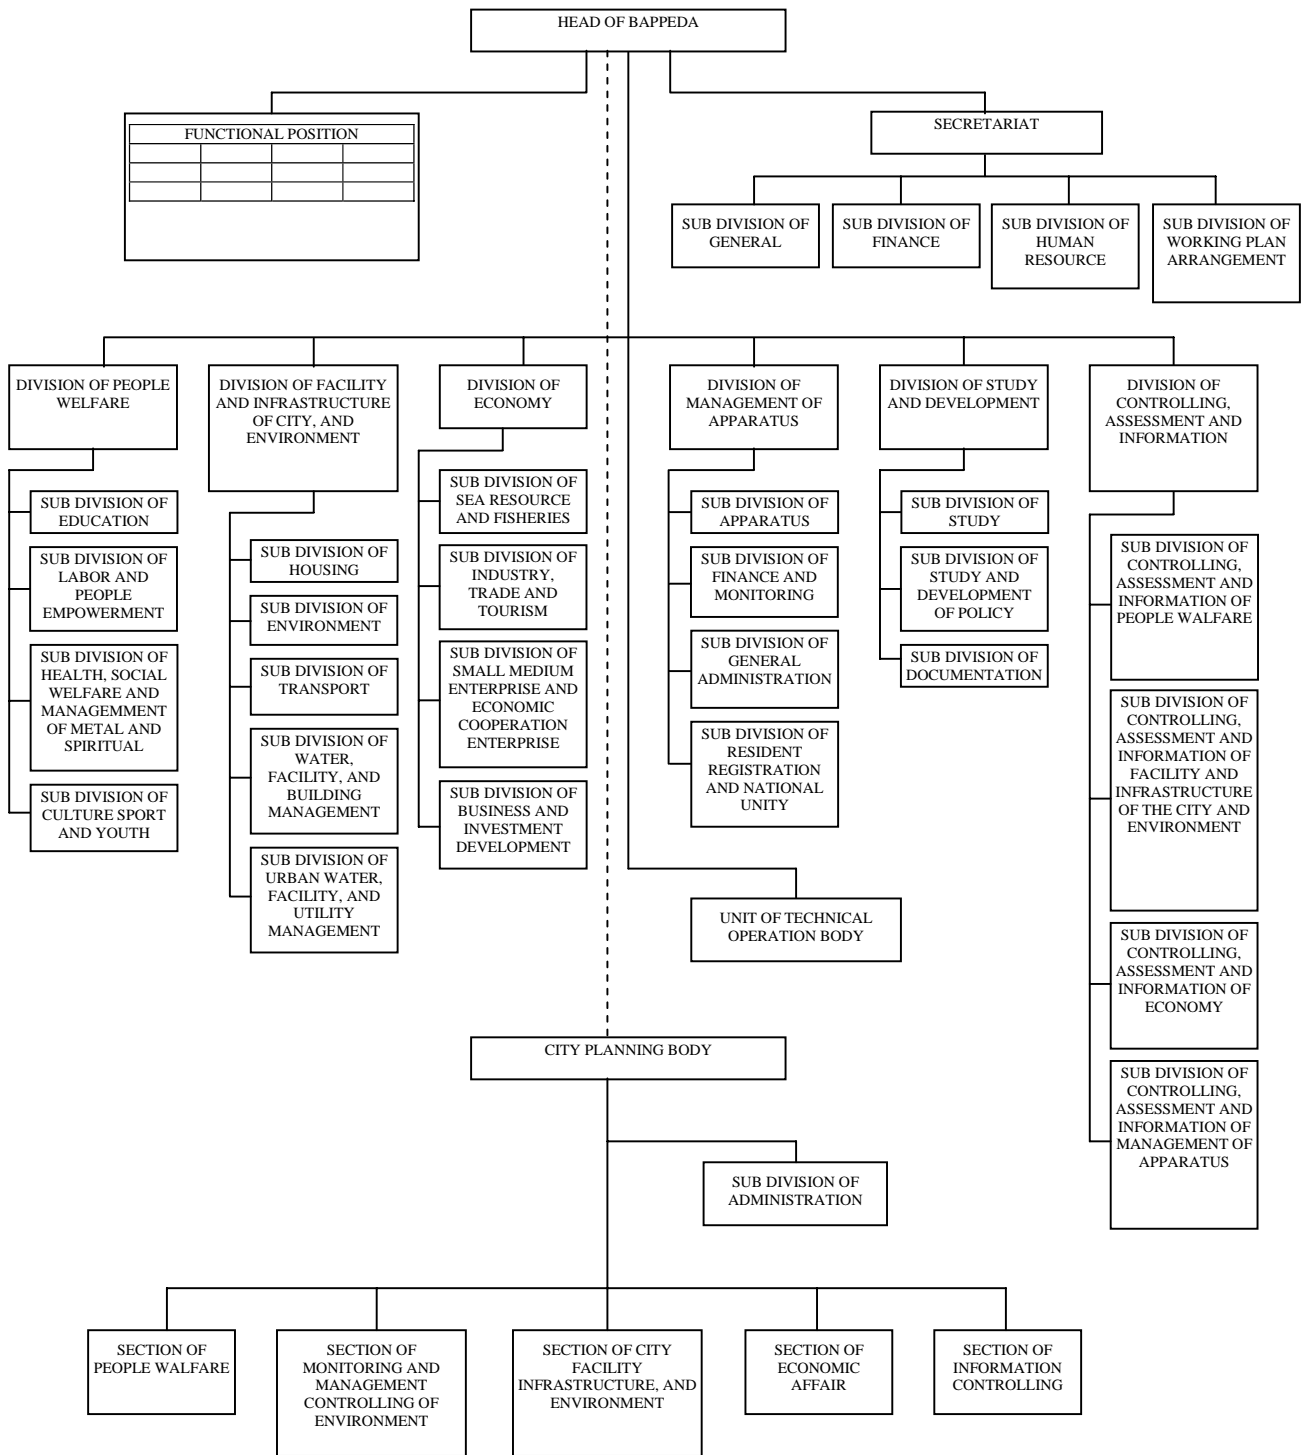 HEAD OF BAPPEDA
FUNCTIONAL POSITION
SECRETARIAT
SUB DIVISION OF
GENERAL
SUB DIVISION OF
FINANCE
SUB DIVISION OF
HUMAN
RESOURCE
SUB DIVISION OF
WORKING PLAN
ARRANGEMENT
DIVISION OF PEOPLE
WELFARE
DIVISION OF FACILITY
AND INFRASTRUCTURE
OF CITY, AND
ENVIRONMENT
DIVISION OF
ECONOMY
DIVISION OF
MANAGEMENT OF
APPARATUS
DIVISION OF STUDY
AND DEVELOPMENT
DIVISION OF
CONTROLLING,
ASSESSMENT AND
INFORMATION
SUB DIVISION OF
EDUCATION
SUB DIVISION OF
LABOR AND
PEOPLE
EMPOWERMENT
SUB DIVISION OF
HEALTH, SOCIAL
WELFARE AND
MANAGEMMENT
OF METAL AND
SPIRITUAL
SUB DIVISION OF
CULTURE SPORT
AND YOUTH
SUB DIVISION OF
HOUSING
SUB DIVISION OF
ENVIRONMENT
SUB DIVISION OF
TRANSPORT
SUB DIVISION OF
WATER,
FACILITY, AND
BUILDING
MANAGEMENT
SUB DIVISION OF
URBAN WATER,
FACILITY, AND
UTILITY
MANAGEMENT
SUB DIVISION OF
SEA RESOURCE
AND FISHERIES
SUB DIVISION OF
INDUSTRY,
TRADE AND
TOURISM
SUB DIVISION OF
SMALL MEDIUM
ENTERPRISE AND
ECONOMIC
COOPERATION
ENTERPRISE
SUB DIVISION OF
BUSINESS AND
INVESTMENT
DEVELOPMENT
SUB DIVISION OF
APPARATUS
SUB DIVISION OF
FINANCE AND
MONITORING
SUB DIVISION OF
GENERAL
ADMINISTRATION
SUB DIVISION OF
RESIDENT
REGISTRATION
AND NATIONAL
UNITY
SUB DIVISION OF
STUDY
SUB DIVISION OF
STUDY AND
DEVELOPMENT
OF POLICY
SUB DIVISION OF
DOCUMENTATION
SUB DIVISION OF
CONTROLLING,
ASSESSMENT AND
INFORMATION OF
PEOPLE WALFARE
SUB DIVISION OF
CONTROLLING,
ASSESSMENT AND
INFORMATION OF
FACILITY AND
INFRASTRUCTURE
OF THE CITY AND
ENVIRONMENT
SUB DIVISION OF
CONTROLLING,
ASSESSMENT AND
INFORMATION OF
ECONOMY
SUB DIVISION OF
CONTROLLING,
ASSESSMENT AND
INFORMATION OF
MANAGEMENT OF
APPARATUS
UNIT OF TECHNICAL
OPERATION BODY
CITY PLANNING BODY
SUB DIVISION OF
ADMINISTRATION
SECTION OF
PEOPLE WALFARE
SECTION OF
MONITORING AND
MANAGEMENT
CONTROLLING OF
ENVIRONMENT
SECTION OF CITY
FACILITY
INFRASTRUCTURE, AND
ENVIRONMENT
SECTION OF
ECONOMIC
AFFAIR
SECTION OF
INFORMATION
CONTROLLING